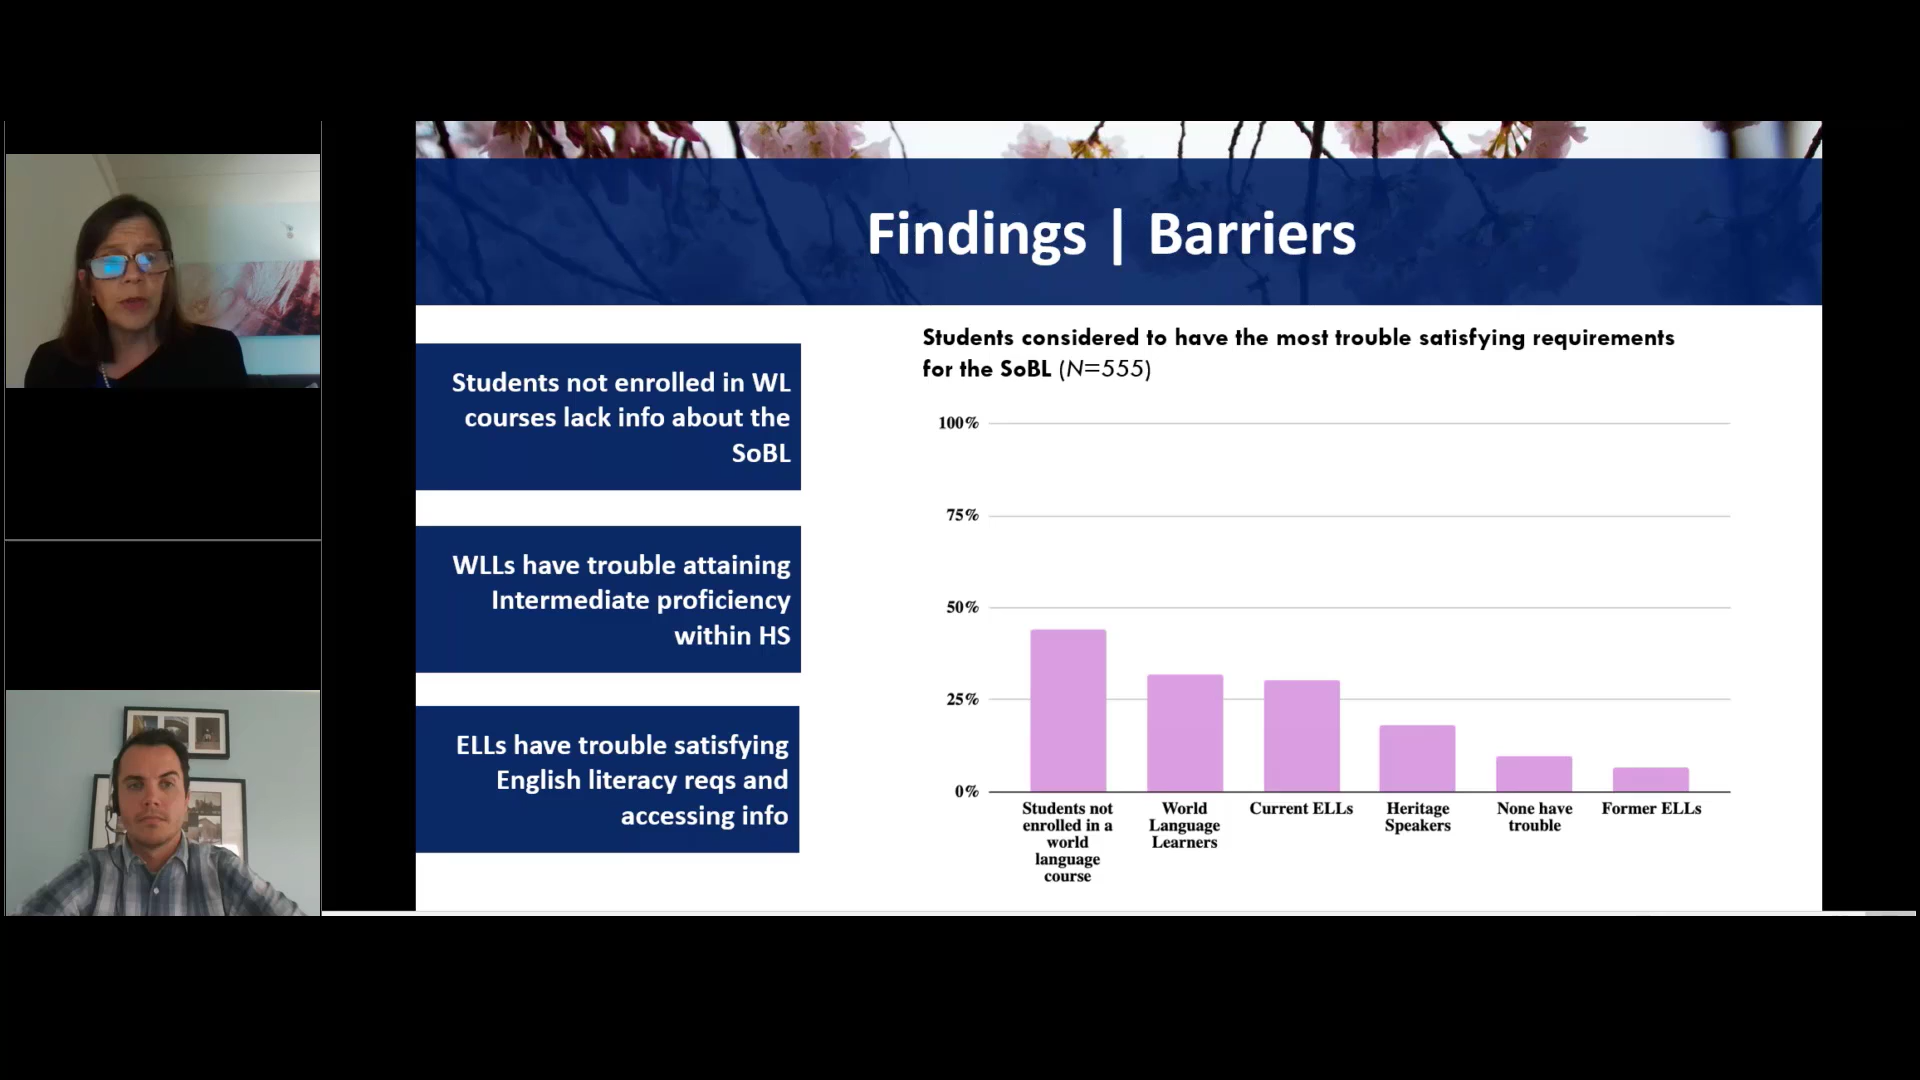 Findings | Barriers
Students not enrolled in WL
courses lack info about the
SoBL
WLLs have trouble attaining
Intermediate proficiency
within HS
ELLs have trouble satisfying
English literacy reqs and
accessing info
Students considered to have the most trouble satisfying requirements
for the SoBL (N=555)
100%
75%
50%
25%
0%
Students not
enrolled in a
world
language
course
World
Language
Learners
Current ELLs
Heritage
Speakers
None have
trouble
Former ELLs